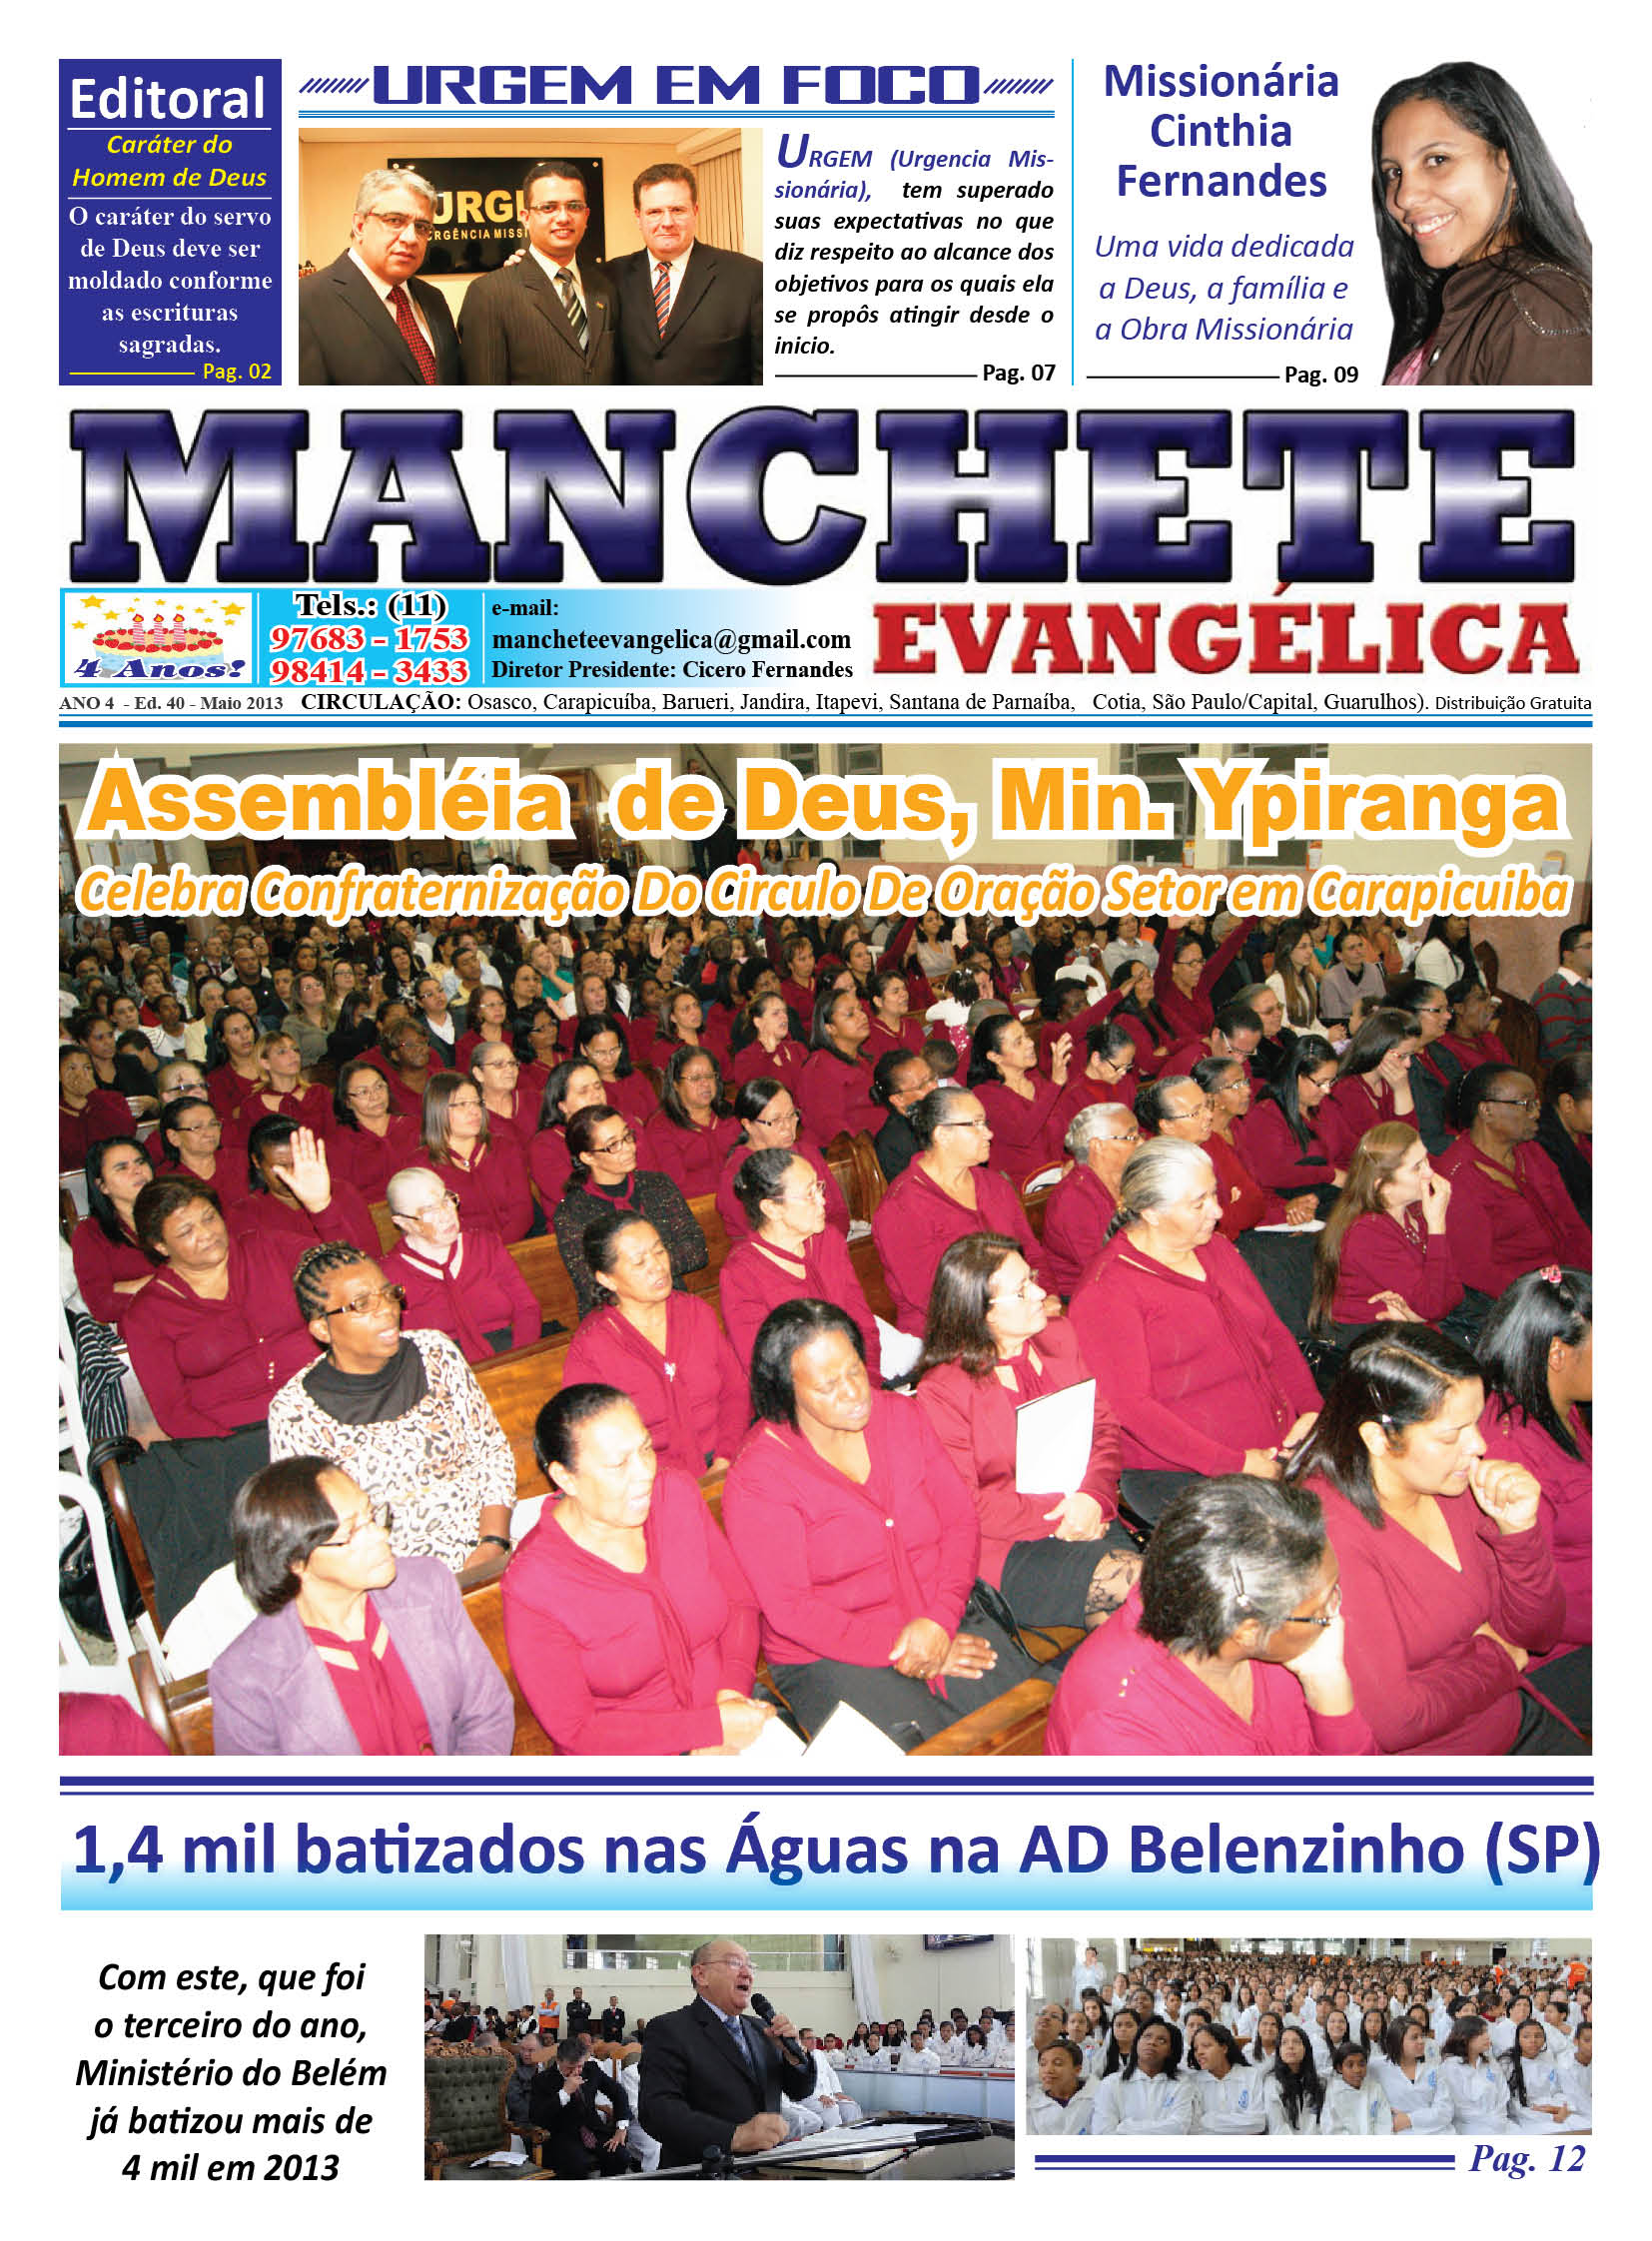 Editoral
Caráter do
Homem de Deus
O caráter do servo
de Deus deve ser
moldado conforme
as escrituras
sagradas.
Pag. 02
URGEM EM FOCO
URGEM (Urgencia Mis-
sionária), tem superado
suas expectativas no que
diz respeito ao alcance dos
objetivos para os quais ela
se propôs atingir desde o
inicio.
Pag. 07
Missionária
Cinthia
Fernandes
Uma vida dedicada
a Deus, a família e
a Obra Missionária
Pag. 09
MANCHETE
EVANGÉLICA
4 Anos!
Tels.: (11)
97683 - 1753
98414 - 3433
e-mail:
mancheteevangelica@gmail.com
Diretor Presidente: Cicero Fernandes
ANO 4 - Ed. 40 - Maio 2013 CIRCULAÇÃO: Osasco, Carapicuíba, Barueri, Jandira, Itapevi, Santana de Parnaíba, Cotia, São Paulo/Capital, Guarulhos). Distribuição Gratuita
Assembléia de Deus, Min. Ypiranga
Celebra Confraternização Do Circulo De Oração Setor em Carapicuiba
1,4 mil batizados nas Águas na AD Belenzinho (SP)
Com este, que foi
o terceiro do ano,
Ministério do Belém
já batizou mais de
4 mil em 2013
Pag. 12